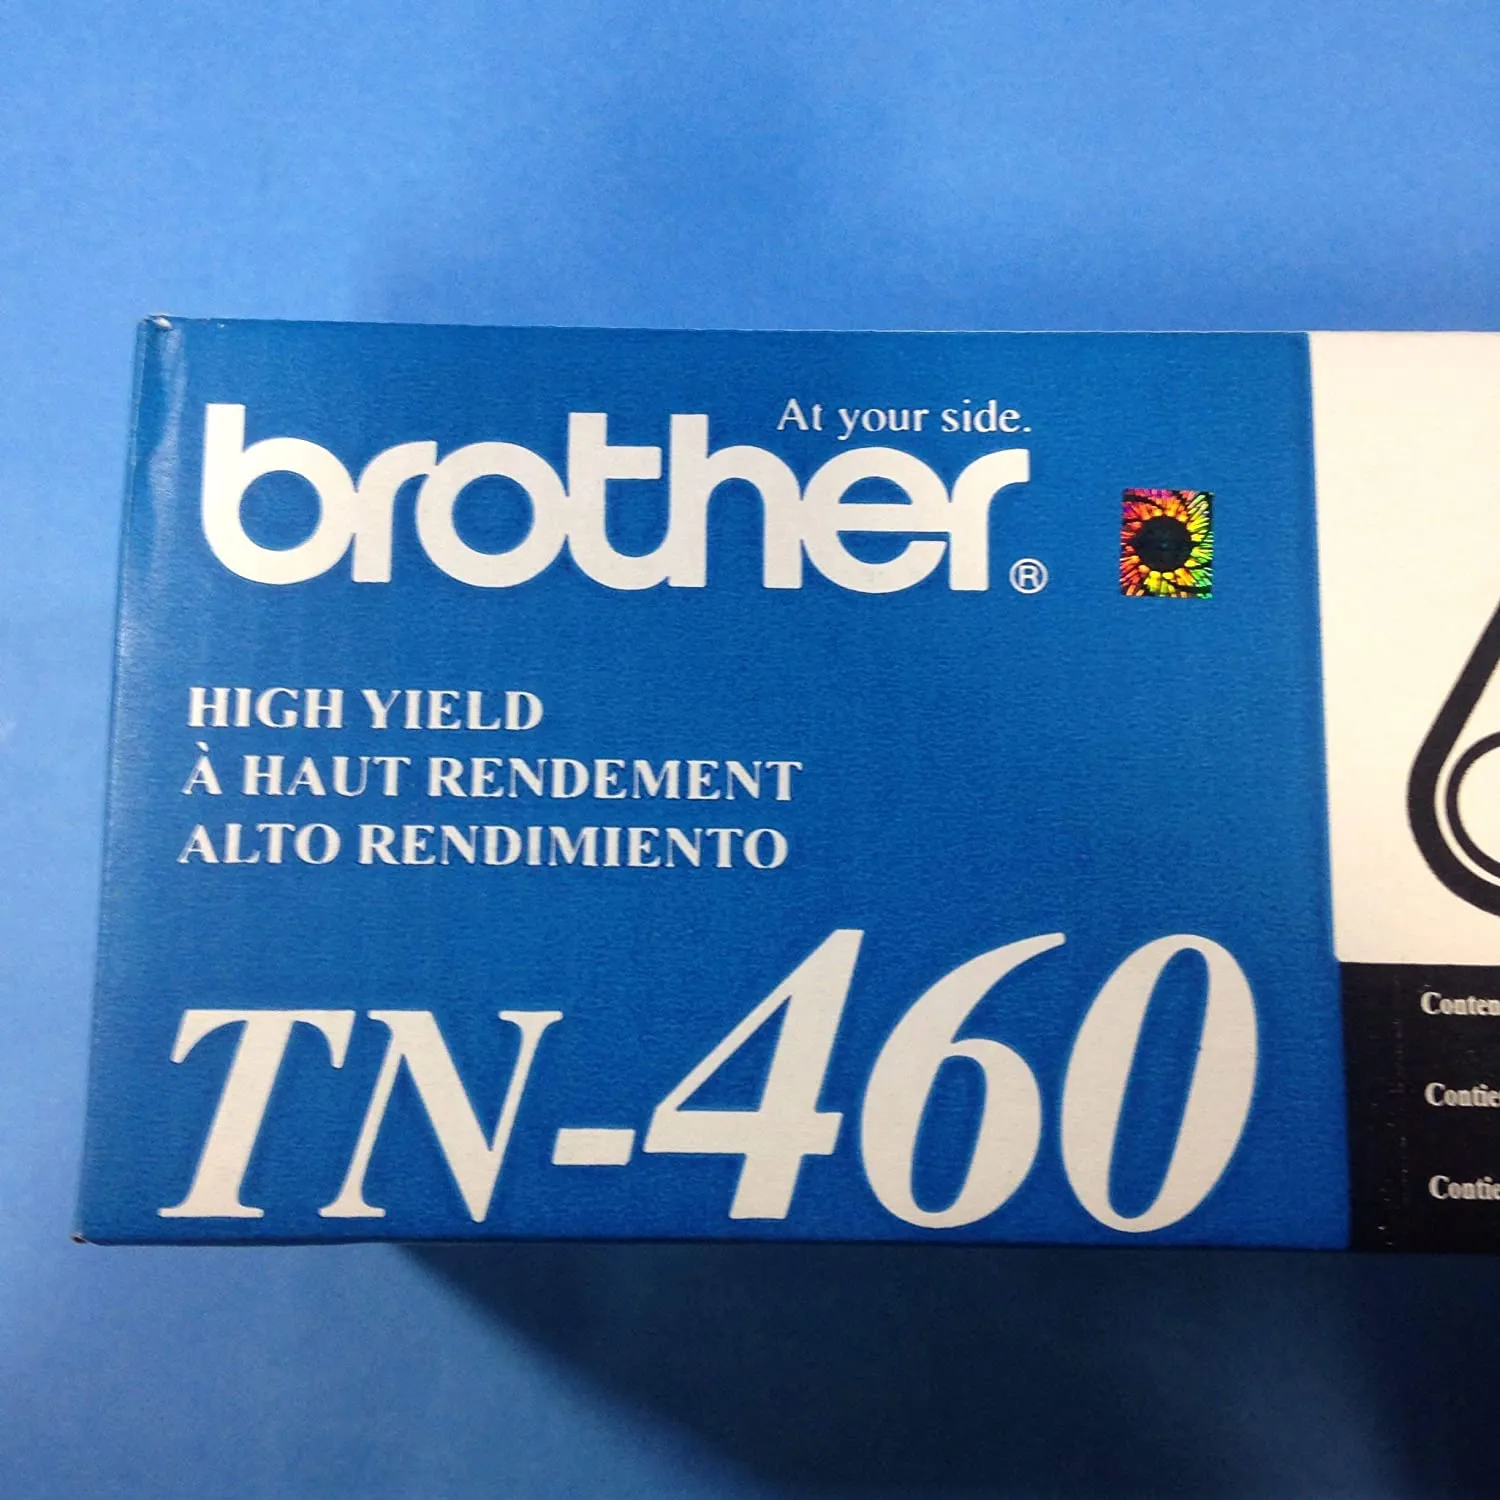 At your side.
brother®
HIGH YIELD
À HAUT RENDEMENT
ALTO RENDIMIENTO
TN-460